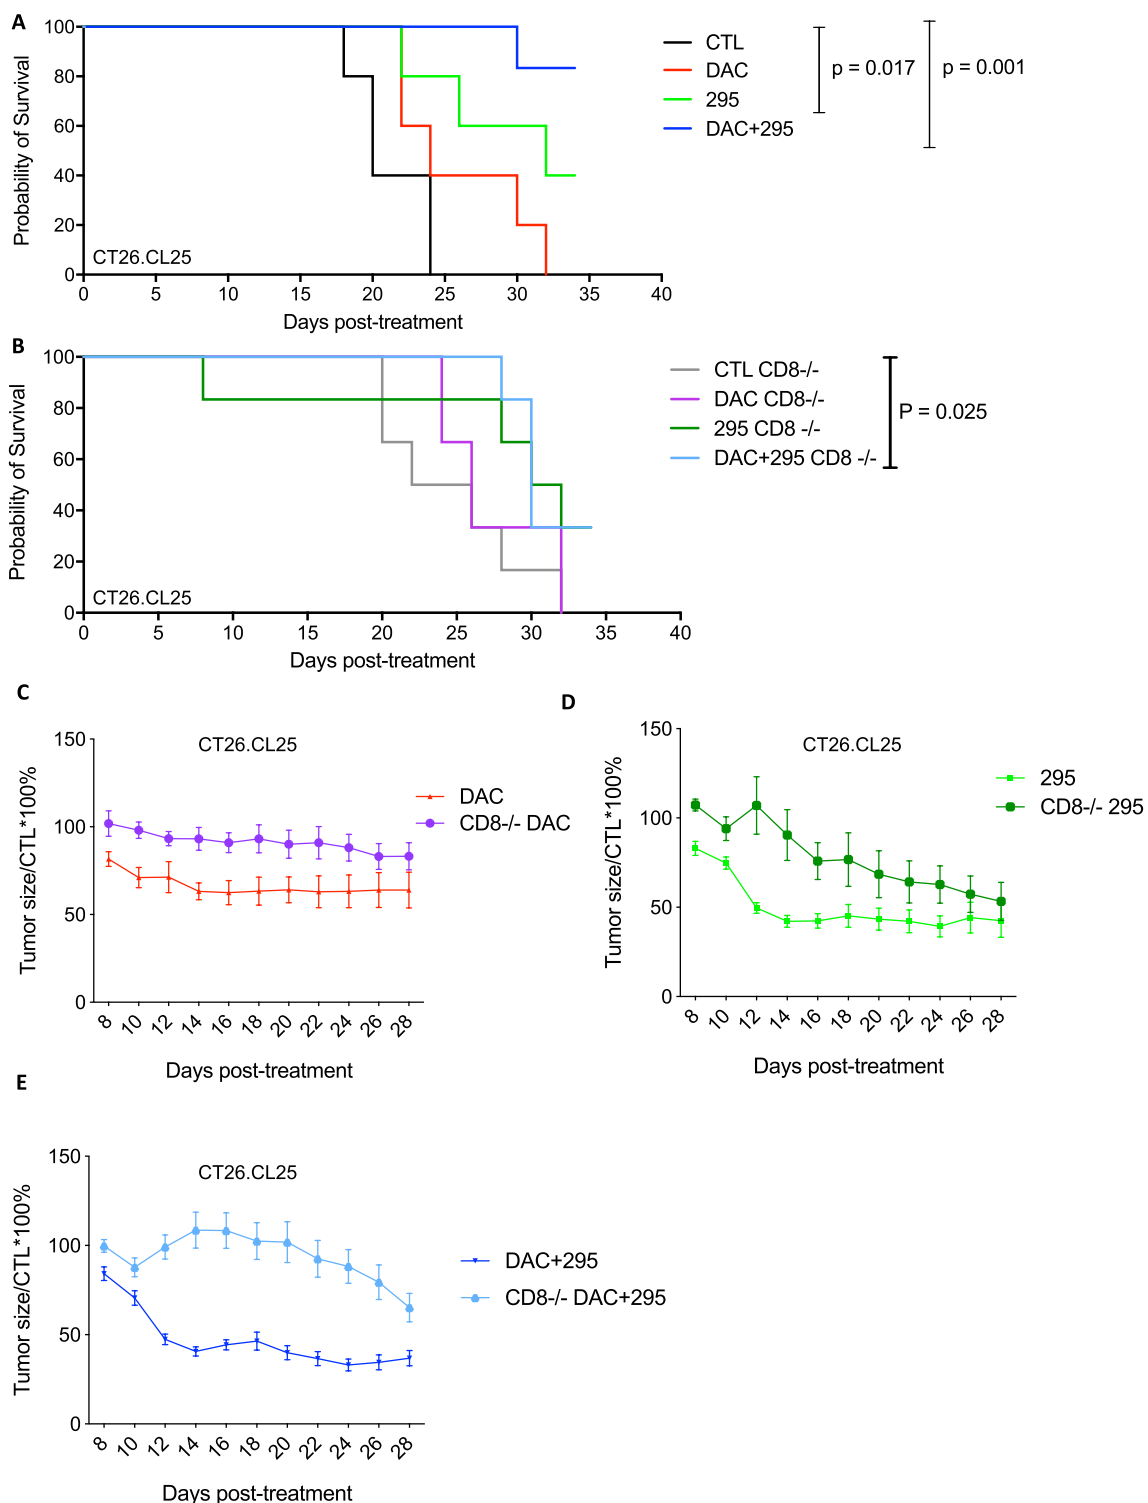 A
Probability of Survival
100
80
60
40
20
0
CT26.CL25
0 5 10 15 20 25 30 35 40
Days post-treatment
CTL
DAC
295
DAC+295
p = 0.017
p = 0.001
B
Probability of Survival
100
80
60
40
20
0
CT26.CL25
0 5 10 15 20 25 30 35 40
Days post-treatment
CTL CD8-/-
DAC CD8-/-
295 CD8 -/-
DAC+295 CD8 -/-
P = 0.025
C
Tumor size/CTL*100%
150
100
50
0
CT26.CL25
DAC
CD8-/- DAC
8 10 12 14 16 18 20 22 24 26 28
Days post-treatment
D
Tumor size/CTL*100%
150
100
50
0
CT26.CL25
295
CD8-/- 295
8 10 12 14 16 18 20 22 24 26 28
Days post-treatment
E
Tumor size/CTL*100%
150
100
50
0
CT26.CL25
DAC+295
CD8-/- DAC+295
8 10 12 14 16 18 20 22 24 26 28
Days post-treatment